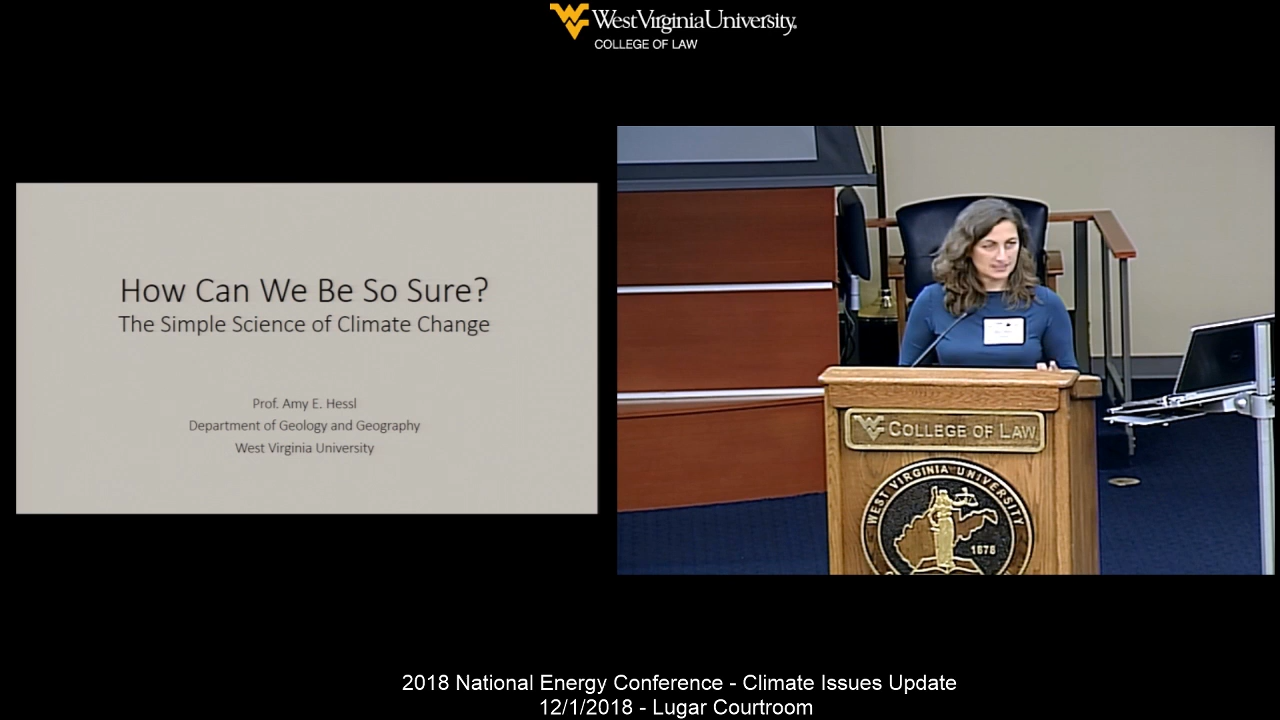 West Virginia University®
COLLEGE OF LAW
How Can We Be So Sure?
The Simple Science of Climate Change
Prof. Amy E. Hessl
Department of Geology and Geography
West Virginia University
WV COLLEGE OF LAW
WEST VIRGINIA UNIVERSITY
1878
2018 National Energy Conference - Climate Issues Update
12/1/2018 - Lugar Courtroom